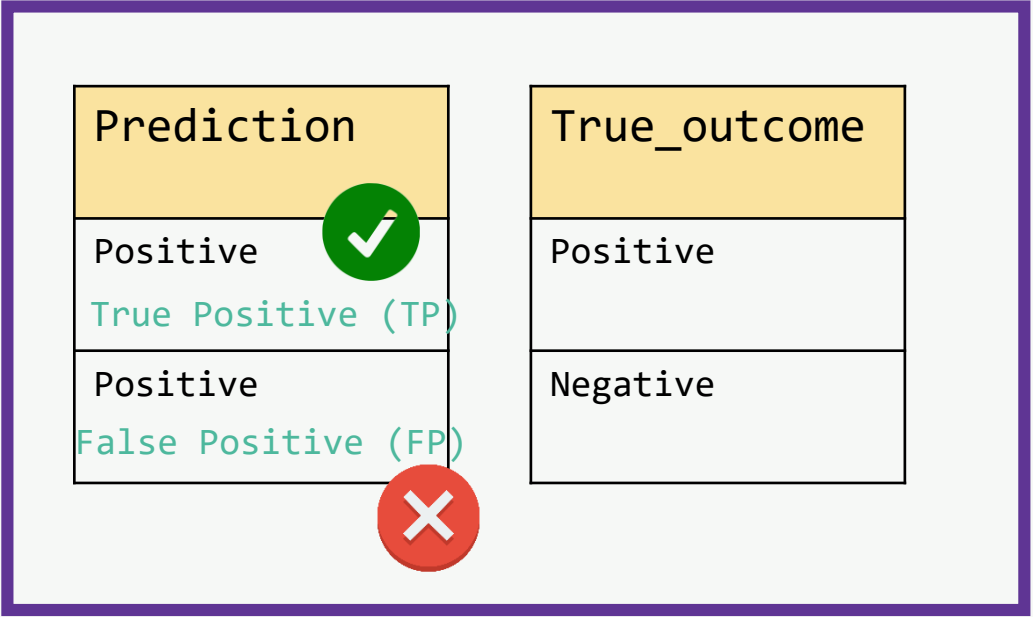 Prediction
True_outcome
Positive
True Positive (TP)
Positive
Positive
False Positive (FP)
Negative